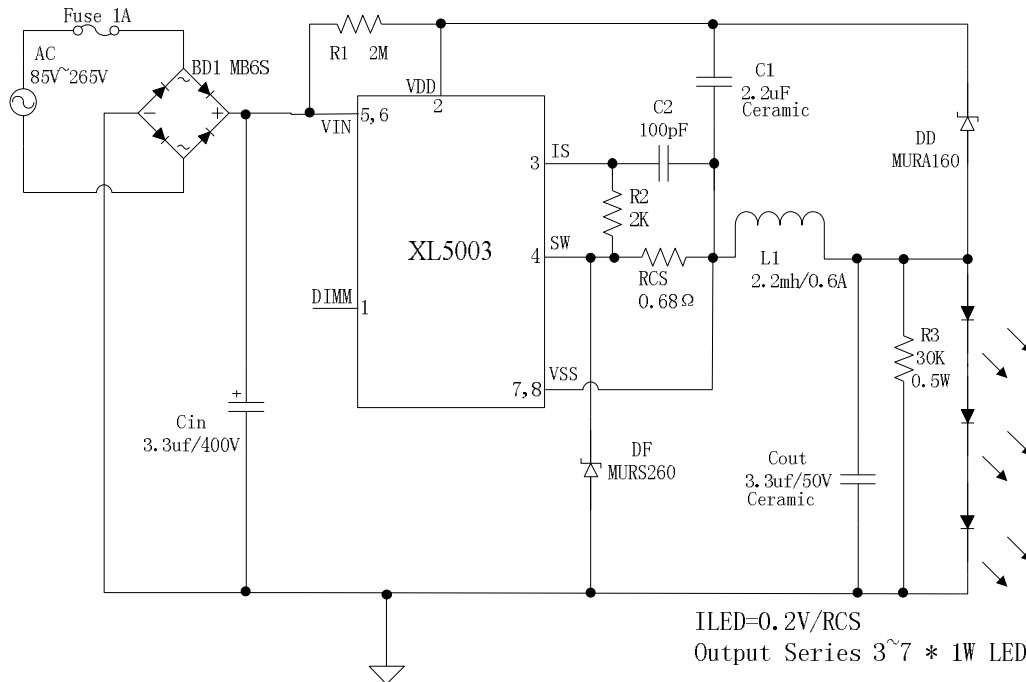 Fuse 1A
AC
85V~265V
BD1 MB6S
~
~
−
+
R1 2M
VDD
2
5,6
VIN
C1
2.2uF
Ceramic
C2
100pF
DD
MURA160
3
IS
R2
2K
XL5003
4
SW
RCS
0.68Ω
L1
2.2mh/0.6A
DIMM
1
R3
30K
0.5W
VSS
7,8
+
Cin
3.3uf/400V
DF
MURS260
Cout
3.3uf/50V
Ceramic
ILED=0.2V/RCS
Output Series 3~7 * 1W LED